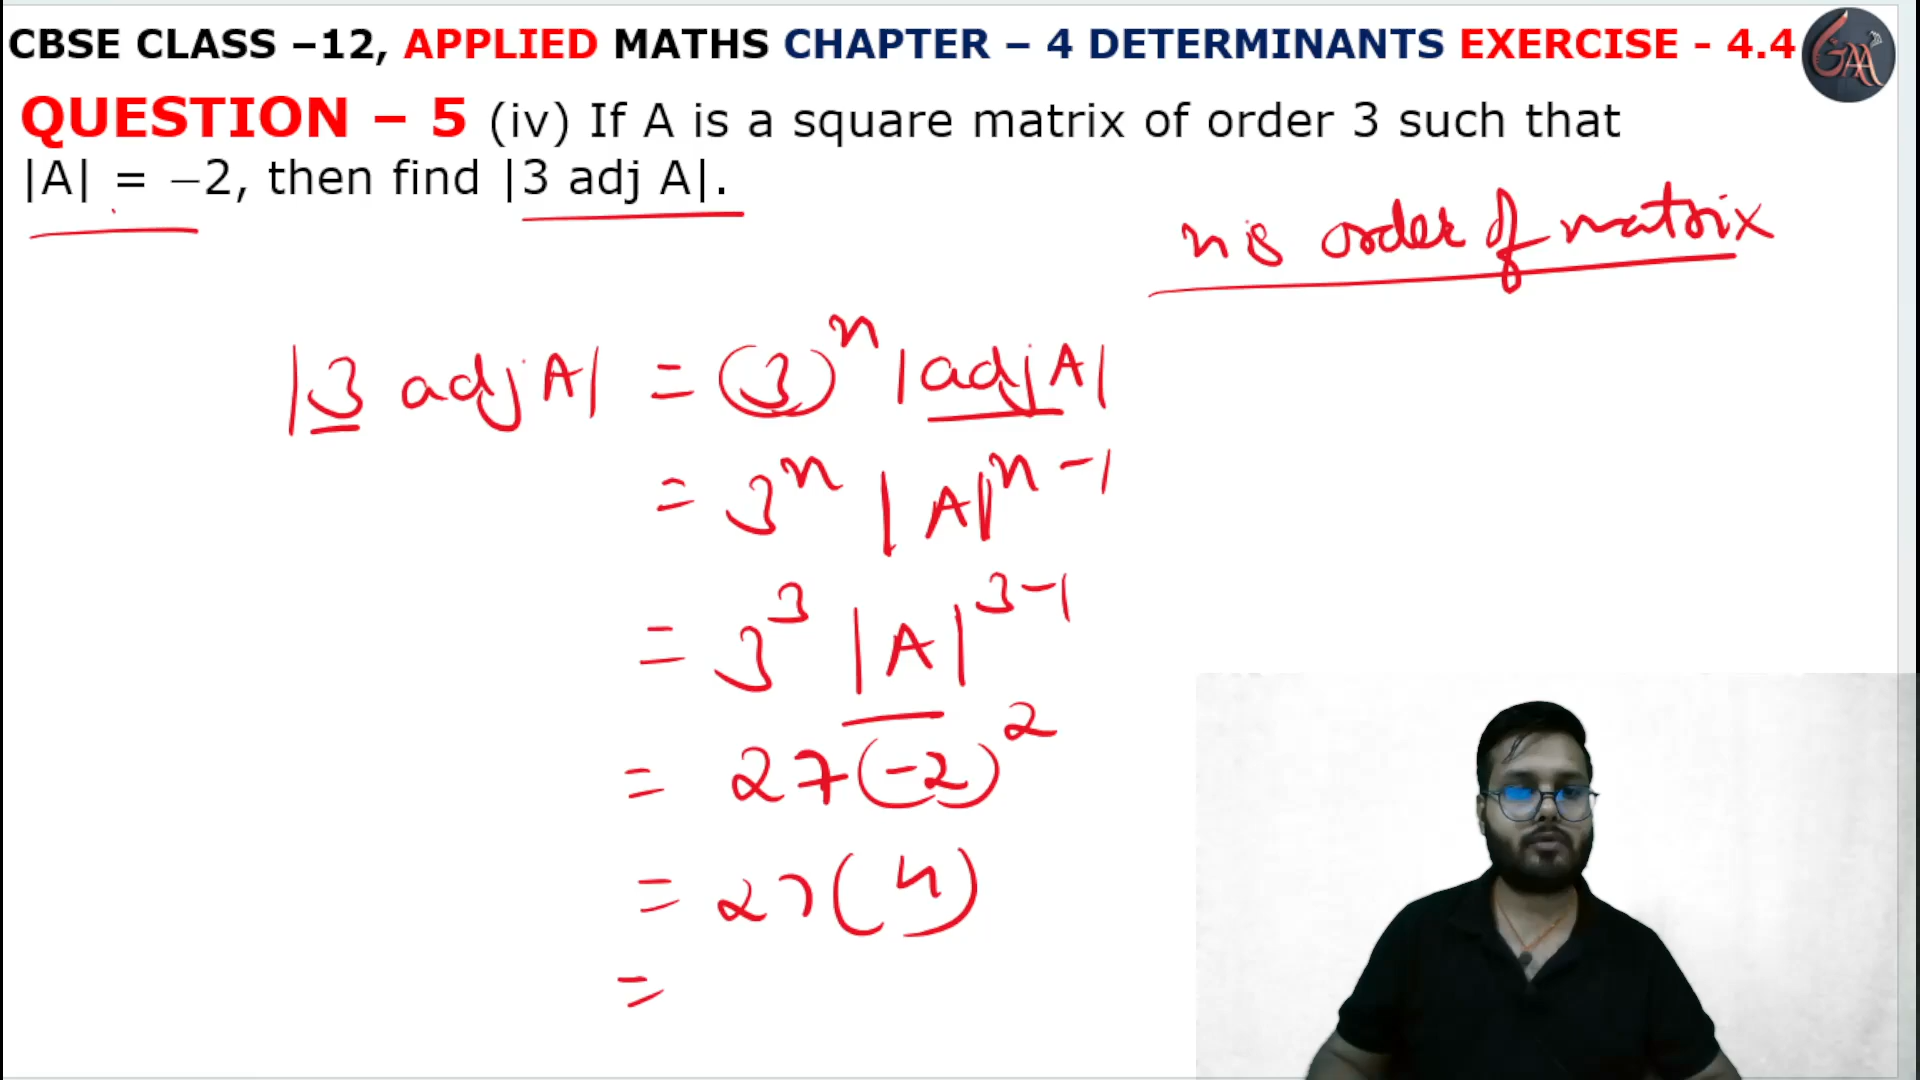 CBSE CLASS –12, APPLIED MATHS CHAPTER – 4 DETERMINANTS EXERCISE - 4.4
QUESTION – 5 (iv) If A is a square matrix of order 3 such that
|A| = −2, then find |3 adj A|.
n is order of matrix
|3 adj A| = (3)^n |adj A|
= 3^n |A|^n-1
= 3^3 |A|^3-1
= 27(-2)^2
= 27(4)
=